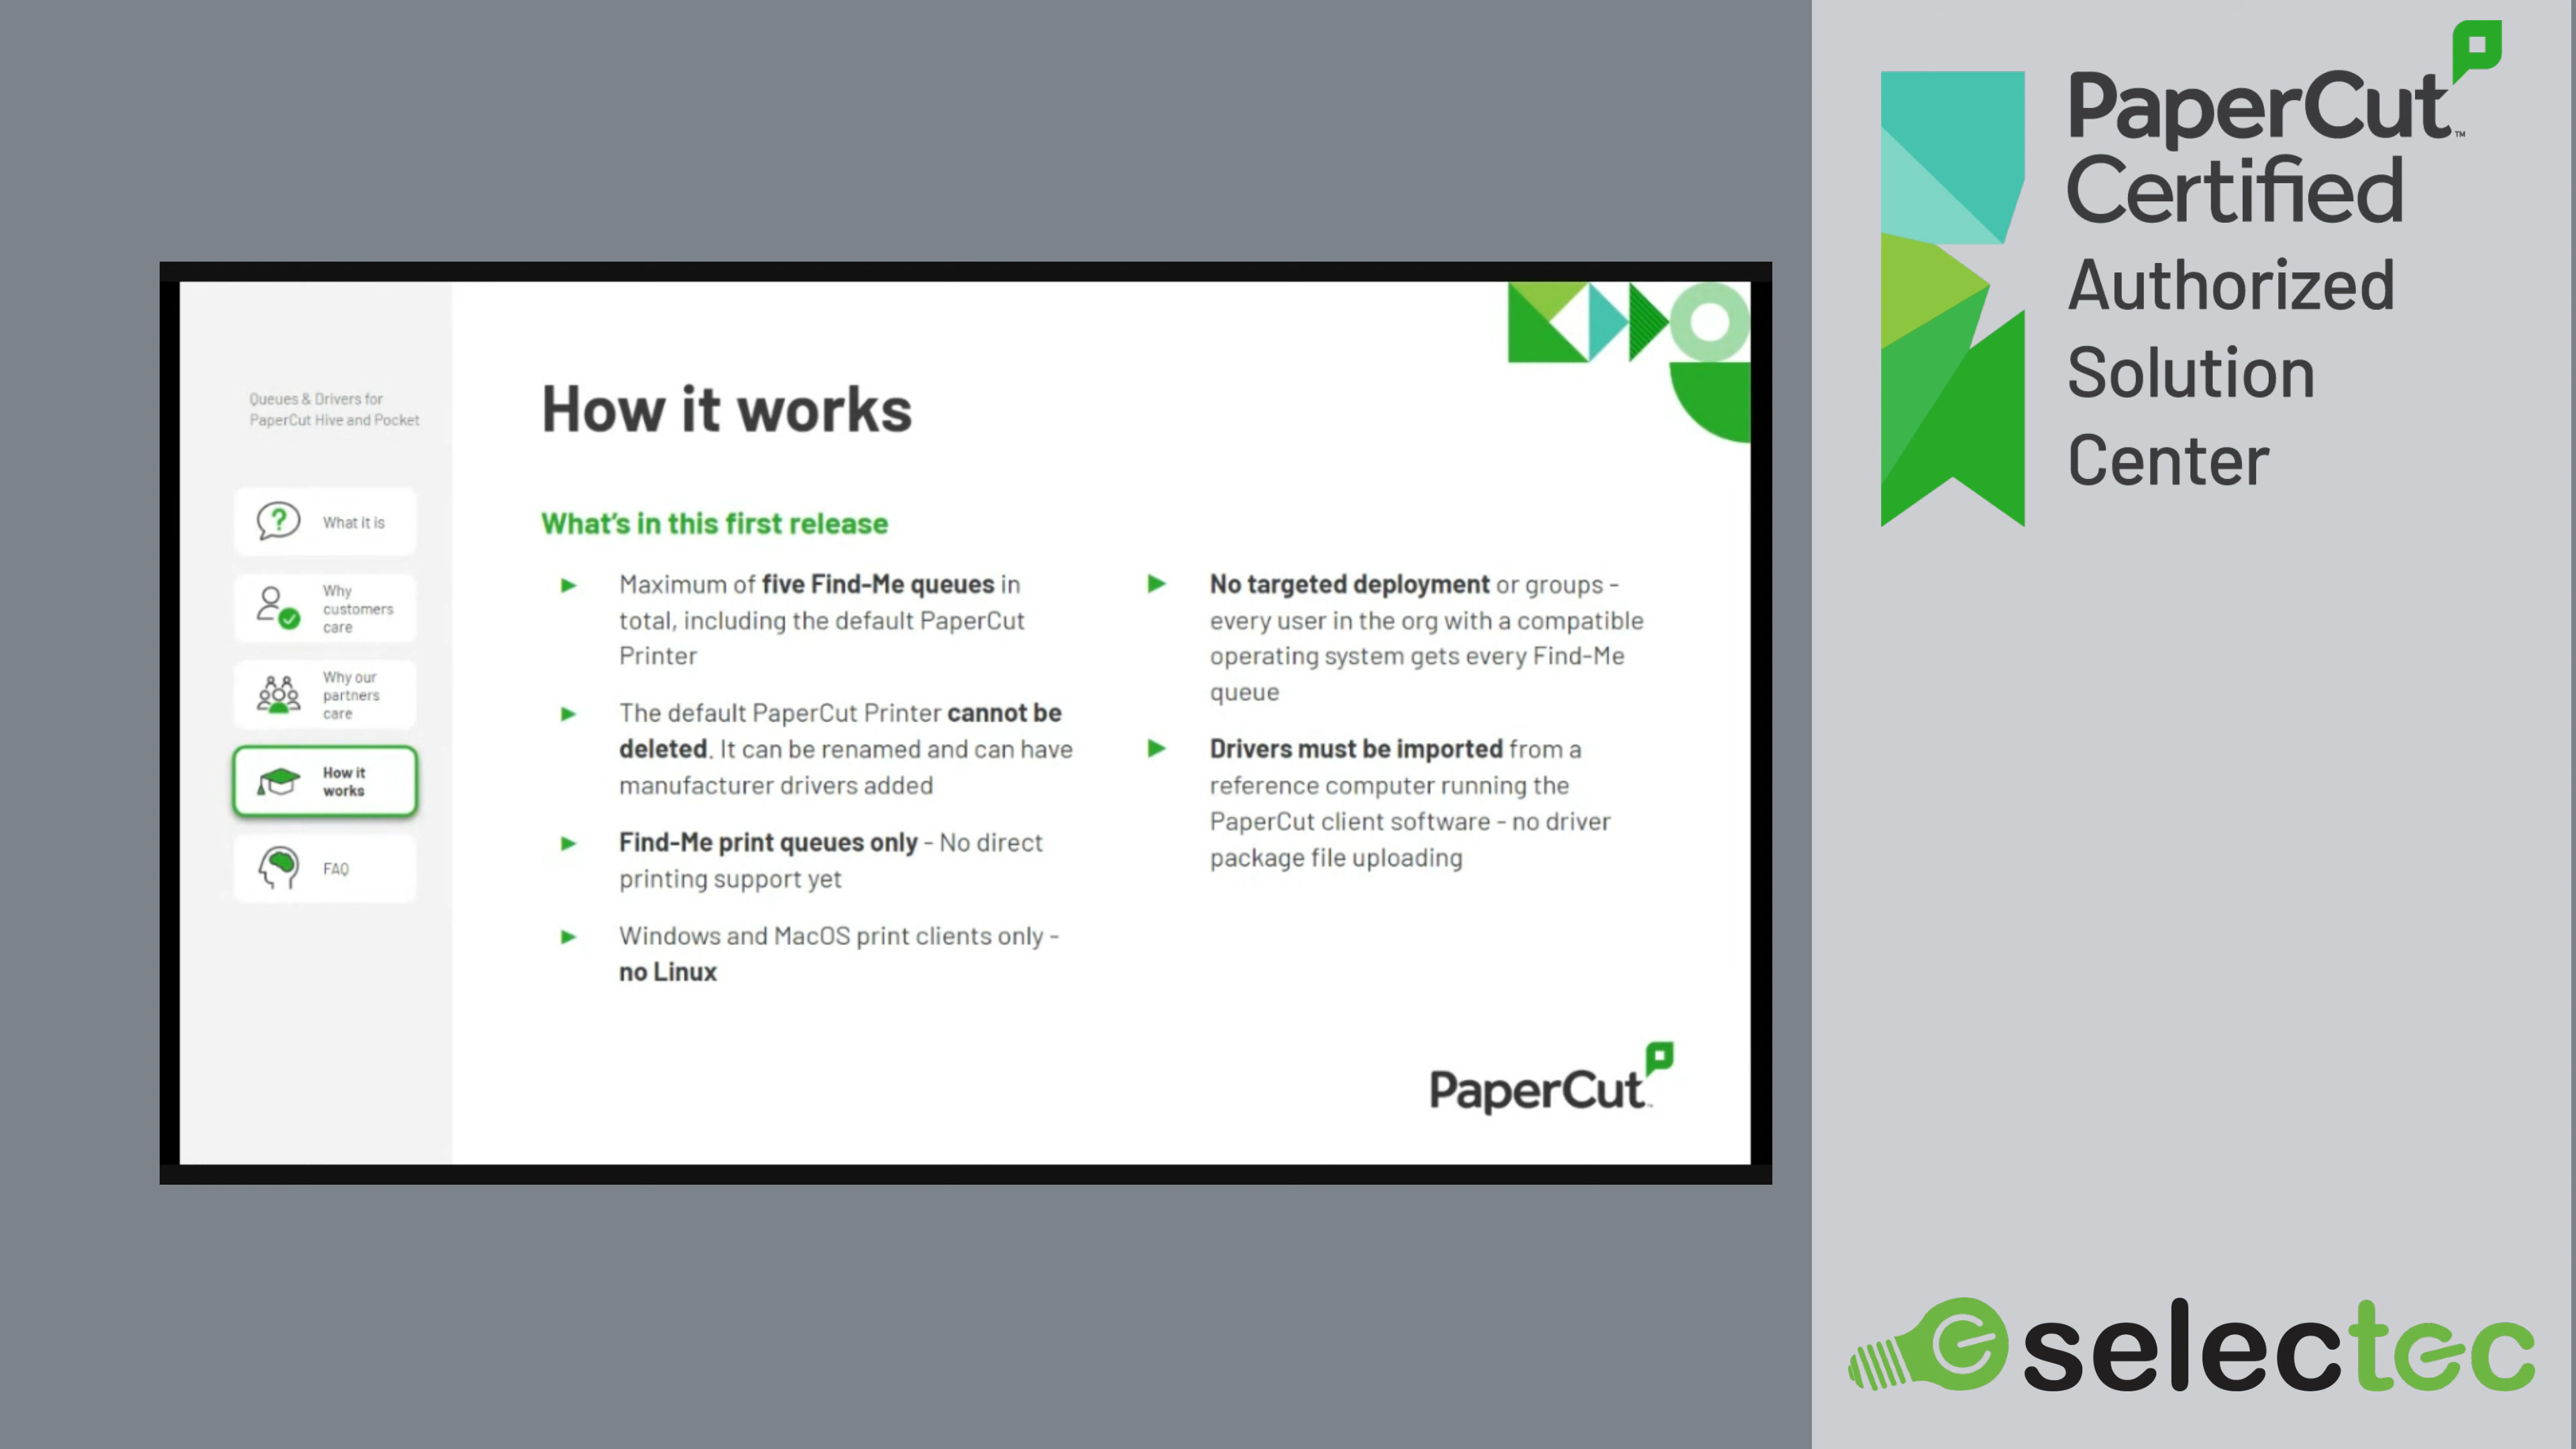 Queues & Drivers for
PaperCut Hive and Pocket
What it is
Why
customers
care
Why our
partners
care
How it
works
FAQ
How it works
What's in this first release
► Maximum of five Find-Me queues in
total, including the default PaperCut
Printer
► The default PaperCut Printer cannot be
deleted. It can be renamed and can have
manufacturer drivers added
► Find-Me print queues only - No direct
printing support yet
► Windows and MacOS print clients only -
no Linux
► No targeted deployment or groups -
every user in the org with a compatible
operating system gets every Find-Me
queue
► Drivers must be imported from a
reference computer running the
PaperCut client software - no driver
package file uploading
PaperCut
PaperCut™
Certified
Authorized
Solution
Center
selectec